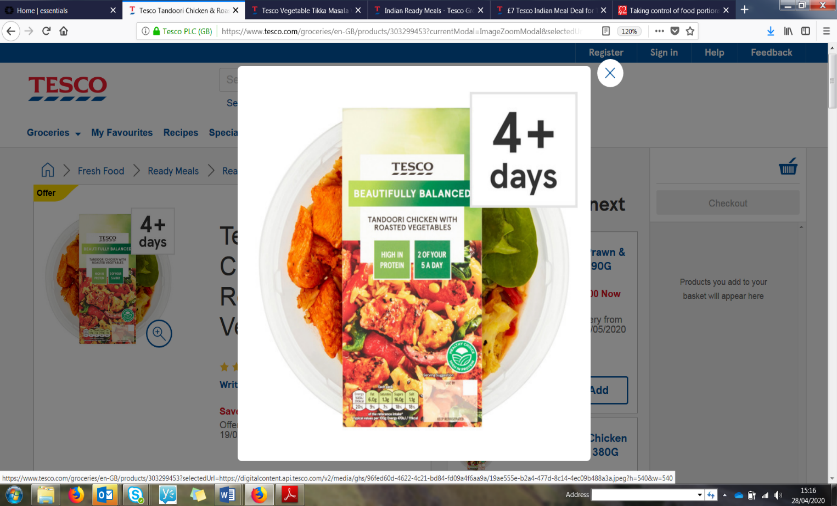 Home | essentials
Tesco Tandoori Chicken & Roa
Tesco Vegetable Tikka Masala
Indian Ready Meals - Tesco Gr
£7 Tesco Indian Meal Deal for
Taking control of food portion
Tesco PLC (GB)
https://www.tesco.com/groceries/en-GB/products/303299453?currentModal=ImageZoomModal&selectedU
120%
Register
Sign in
Help
Feedback
TESCO
Se
Se
Groceries
My Favourites
Recipes
Specia
Fresh Food
Ready Meals
Rea
Offer
4+
days
TESCO
BEAUTIFULLY BALANCED
Te
C
R
Ve
Writ
Save
Offe
19/0
4+
days
TESCO
BEAUTIFULLY BALANCED
TANDOORI CHICKEN WITH
ROASTED VEGETABLES
HIGH IN
PROTEIN
2 OF YOUR
5 A DAY
next
rawn &
90G
00 Now
ery from
/05/2020
Add
Chicken
380G
Checkout
Products you add to your
basket will appear here
https://www.tesco.com/groceries/en-GB/products/303299453?selectedUrl=https://digitalcontent.api.tesco.com/v2/media/ghs/96fed60d-4622-4c21-bd84-fd09a4f6aa9a/19ae555e-b2a4-477d-8c14-4ec09b488a3a.jpeg?h=540&w=540
Address
15:16
28/04/2020